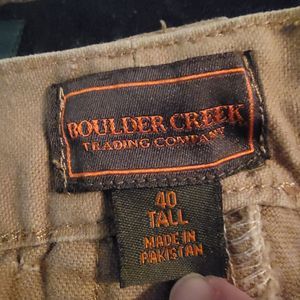 BOULDER CREEK
TRADING COMPANY
40
TALL
MADE IN
PAKISTAN